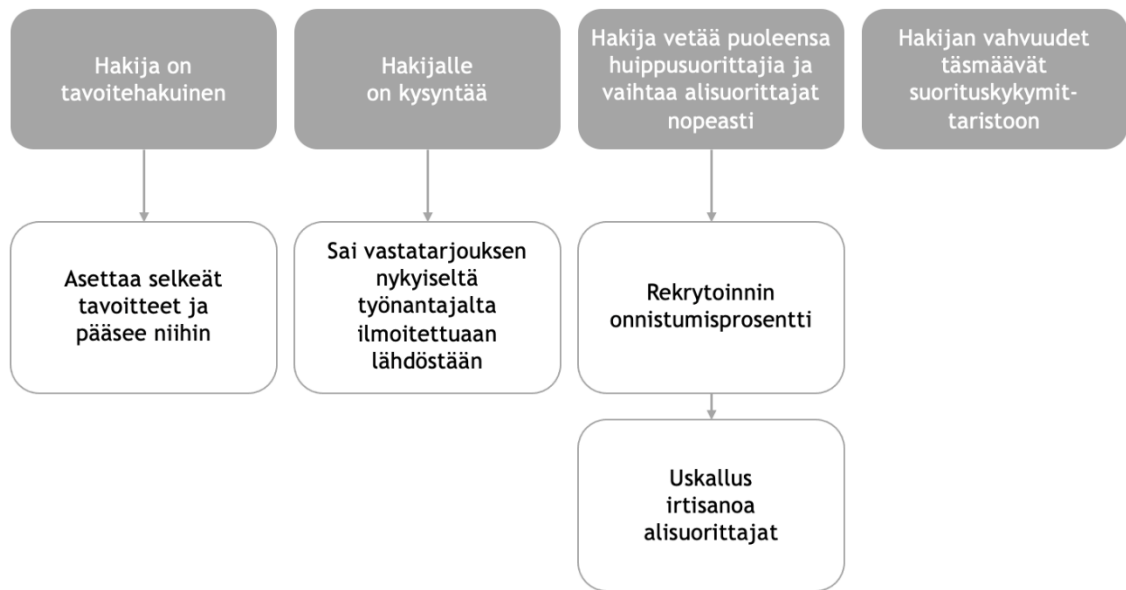 Hakija on
tavoitehakuinen
Hakijalle
on kysyntää
Hakija vetää puoleensa
huippusuorittajia ja
vaihtaa alisuorittajat
nopeasti
Hakijan vahvuudet
täsmäävät
suorituskykymit-
taristoon
Asettaa selkeät
tavoitteet ja
pääsee niihin
Sai vastatarjouksen
nykyiseltä
työnantajalta
ilmoitettuaan
lähdöstään
Rekrytoinnin
onnistumisprosentti
Uskallus
irtisanoa
alisuorittajat